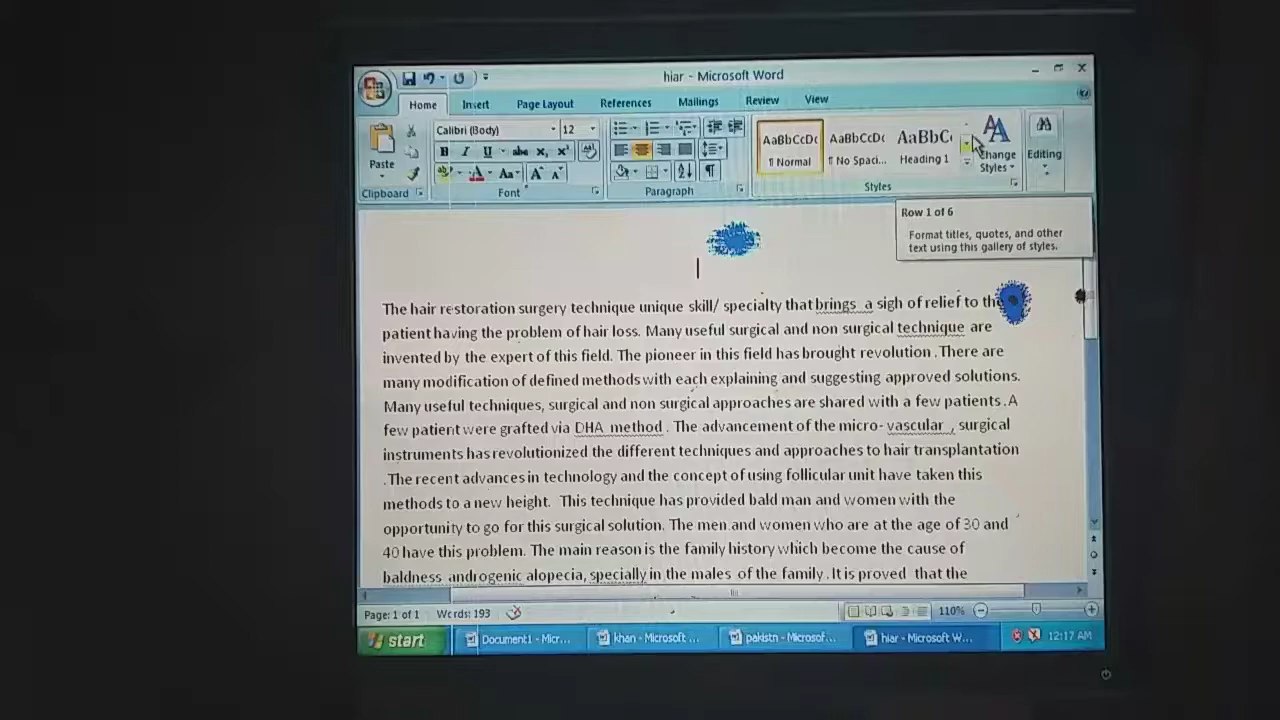 hiar - Microsoft Word
Home Insert Page Layout References Mailings Review View
Calibri (Body) 12
AaBbCcDc AaBbCcDc AaBbC
Paste
B I U abc x₂ x² Aa A A
¶ Normal ¶ No Spaci... Heading 1
Change Styles
Editing
Clipboard Font Paragraph Styles
Row 1 of 6
Format titles, quotes, and other
text using this gallery of styles.
The hair restoration surgery technique unique skill/ specialty that brings a sigh of relief to the
patient having the problem of hair loss. Many useful surgical and non surgical technique are
invented by the expert of this field. The pioneer in this field has brought revolution .There are
many modification of defined methods with each explaining and suggesting approved solutions.
Many useful techniques, surgical and non surgical approaches are shared with a few patients .A
few patient were grafted via DHA method . The advancement of the micro- vascular , surgical
instruments has revolutionized the different techniques and approaches to hair transplantation
.The recent advances in technology and the concept of using follicular unit have taken this
methods to a new height. This technique has provided bald man and women with the
opportunity to go for this surgical solution. The men and women who are at the age of 30 and
40 have this problem. The main reason is the family history which become the cause of
baldness androgenic alopecia, specially in the males of the family . It is proved that the
Page: 1 of 1 Words: 193 110%
start Document1 - Micr... khan - Microsoft ... pakistn - Microsof... hiar - Microsoft W... 12:17 AM